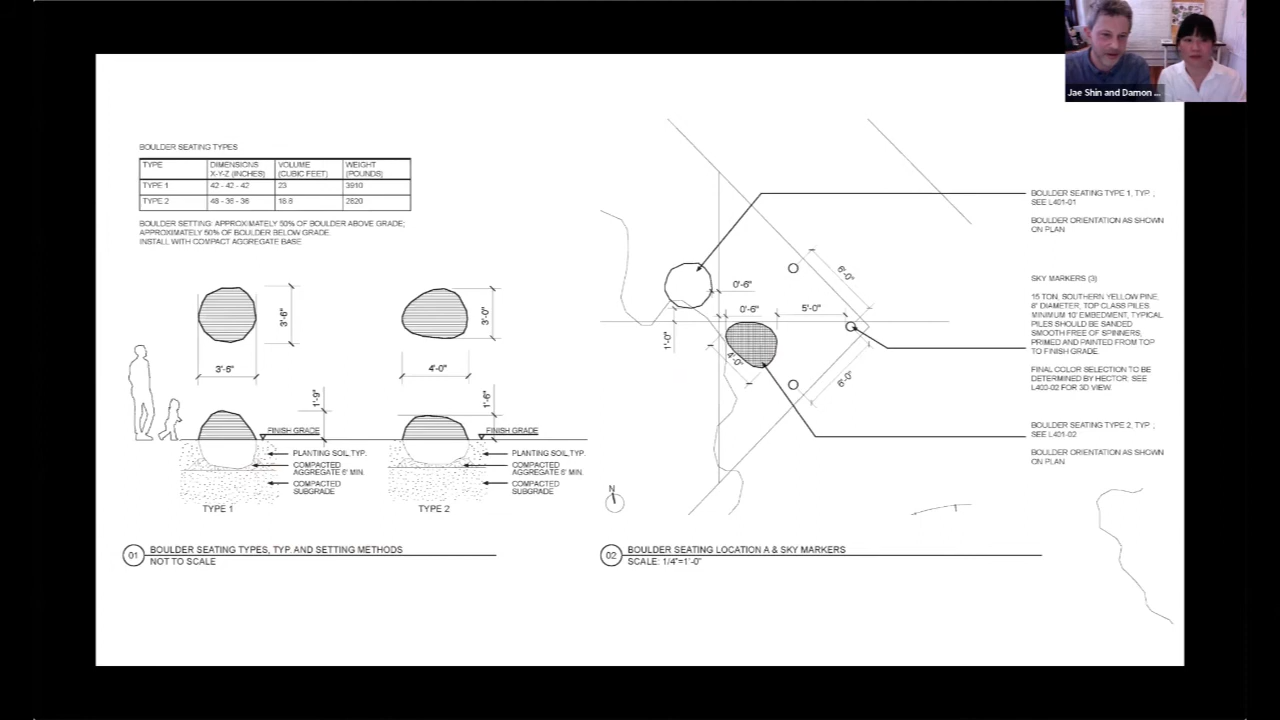 Jae Shin and Damon ...
BOULDER SEATING TYPES
TYPE
DIMENSIONS
X-Y-Z (INCHES)
VOLUME
(CUBIC FEET)
WEIGHT
(POUNDS)
TYPE 1
42 - 42 - 42
23
3910
TYPE 2
48 - 36 - 36
18.8
2820
BOULDER SETTING: APPROXIMATELY 50% OF BOULDER ABOVE GRADE;
APPROXIMATELY 50% OF BOULDER BELOW GRADE.
INSTALL WITH COMPACT AGGREGATE BASE
3'-6"
3'-6"
3'-0"
4'-0"
1'-9"
1'-6"
FINISH GRADE
FINISH GRADE
PLANTING SOIL, TYP.
COMPACTED
AGGREGATE 6' MIN.
COMPACTED
SUBGRADE
PLANTING SOIL, TYP.
COMPACTED
AGGREGATE 6' MIN.
COMPACTED
SUBGRADE
TYPE 1
TYPE 2
01
BOULDER SEATING TYPES, TYP. AND SETTING METHODS
NOT TO SCALE
0'-6"
0'-6"
5'-0"
6'-0"
1'-0"
4'-0"
6'-0"
N
BOULDER SEATING TYPE 1, TYP.;
SEE L401-01
BOULDER ORIENTATION AS SHOWN
ON PLAN
SKY MARKERS (3)
15 TON, SOUTHERN YELLOW PINE,
8" DIAMETER, TOP CLASS PILES,
MINIMUM 10' EMBEDMENT, TYPICAL
PILES SHOULD BE SANDED
SMOOTH FREE OF SPINNERS,
PRIMED AND PAINTED FROM TOP
TO FINISH GRADE.
FINAL COLOR SELECTION TO BE
DETERMINED BY HECTOR. SEE
L403-02 FOR 3D VIEW.
BOULDER SEATING TYPE 2, TYP.;
SEE L401-02
BOULDER ORIENTATION AS SHOWN
ON PLAN
02
BOULDER SEATING LOCATION A & SKY MARKERS
SCALE: 1/4"=1'-0"